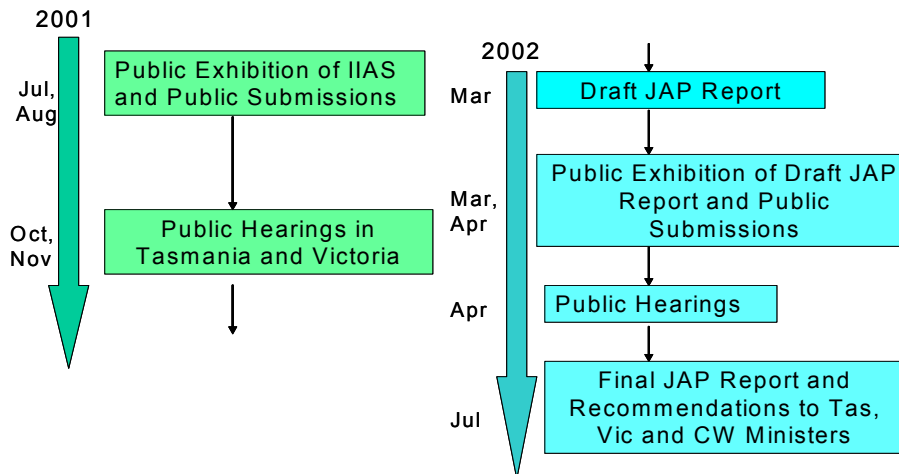 2001
Jul,
Aug
Public Exhibition of IIAS
and Public Submissions
Oct,
Nov
Public Hearings in
Tasmania and Victoria
2002
Mar
Draft JAP Report
Mar,
Apr
Public Exhibition of Draft JAP
Report and Public
Submissions
Apr
Public Hearings
Jul
Final JAP Report and
Recommendations to Tas,
Vic and CW Ministers